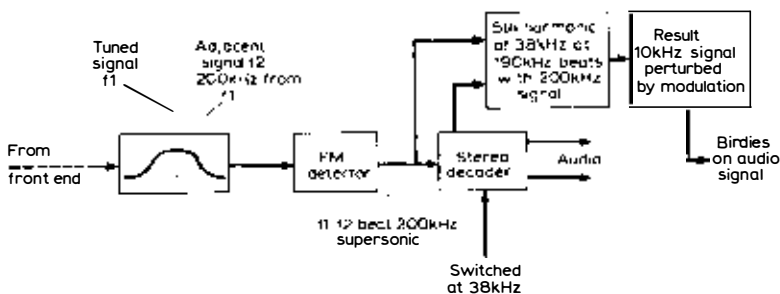 Tuned
signal
f1
Adjacent
signal f2
200kHz from
f1
Sub harmonic
of 38kHz at
190kHz beats
with 200kHz
signal
Result
10kHz signal
perturbed
by modulation
From
front end
FM
detector
Stereo
decoder
Audio
Birdies
on audio
signal
f1 f2 beat 200kHz
supersonic
Switched
at 38kHz